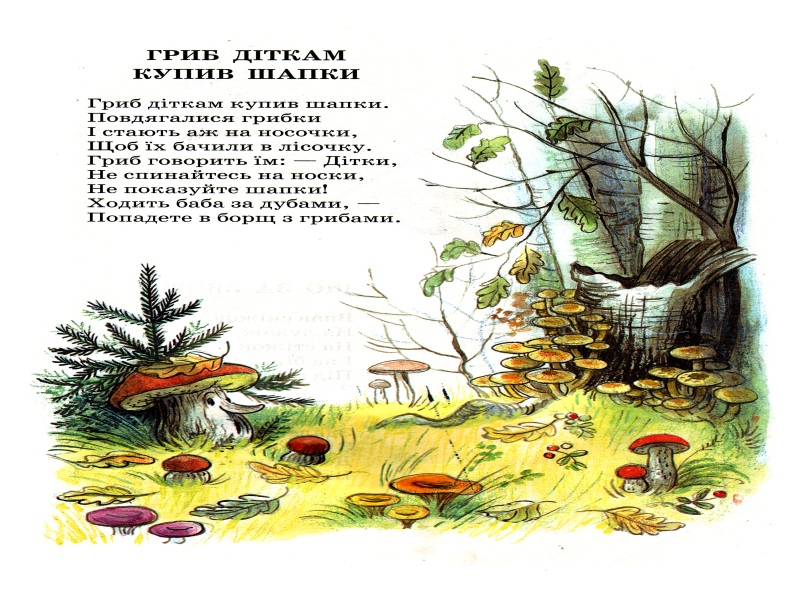 ГРИБ ДІТКАМ
КУПИВ ШАПКИ
Гриб діткам купив шапки.
Повдягалися грибки
І стають аж на носочки,
Щоб їх бачили в лісочку.
Гриб говорить їм: — Дітки,
Не спинайтесь на носки,
Не показуйте шапки!
Ходить баба за дубами, —
Попадете в борщ з грибами.